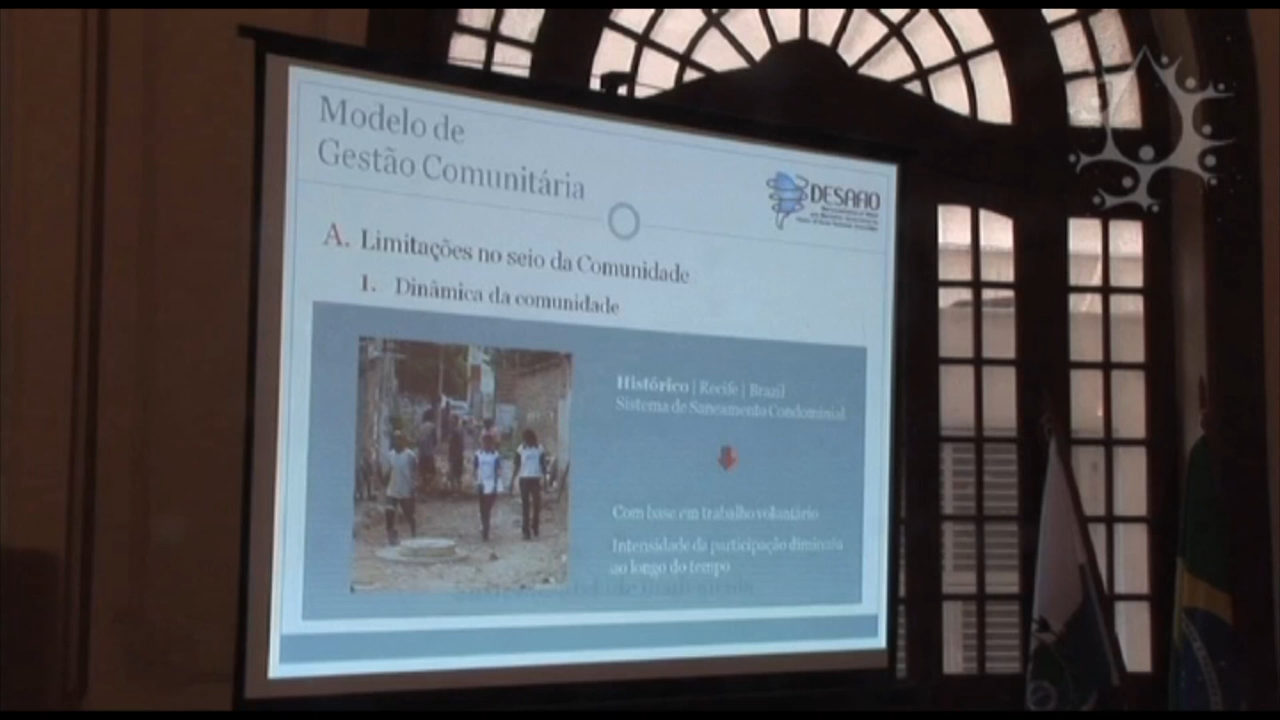 Modelo de
Gestão Comunitária
DESAFIO
A. Limitações no seio da Comunidade
1. Dinâmica da comunidade
Histórico | Recife | Brazil
Sistema de Saneamento Condominial
Com base em trabalho voluntário
Intensidade da participação diminuiu
ao longo do tempo